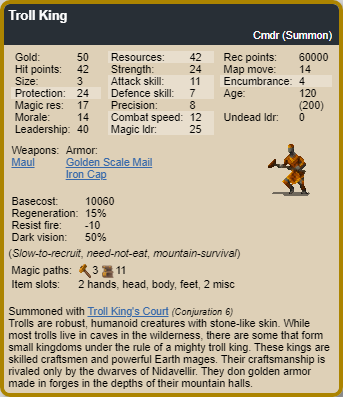 Troll King
Cmdr (Summon)
Gold: 50 Resources: 42 Rec points: 60000
Hit points: 42 Strength: 24 Map move: 14
Size: 3 Attack skill: 11 Encumbrance: 4
Protection: 24 Defence skill: 7 Age: 120
Magic res: 17 Precision: 8 (200)
Morale: 14 Combat speed: 12 Undead ldr: 0
Leadership: 40 Magic ldr: 25
Weapons: Armor:
Maul Golden Scale Mail
Iron Cap
Basecost: 10060
Regeneration: 15%
Resist fire: -10
Dark vision: 50%
(Slow-to-recruit, need-not-eat, mountain-survival)
Magic paths: 3 11
Item slots: 2 hands, head, body, feet, 2 misc
Summoned with Troll King's Court (Conjuration 6)
Trolls are robust, humanoid creatures with stone-like skin. While
most trolls live in caves in the wilderness, there are some that form
small kingdoms under the rule of a mighty troll king. These kings are
skilled craftsmen and powerful Earth mages. Their craftsmanship is
rivaled only by the dwarves of Nidavellir. They don golden armor
made in forges in the depths of their mountain halls.